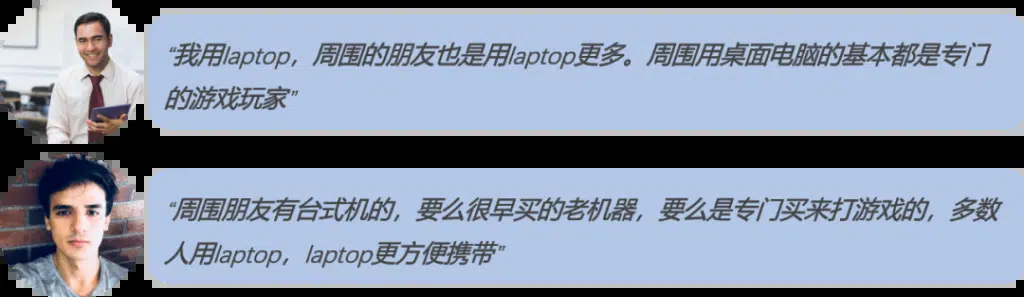 “我用laptop，周围的朋友也是用laptop更多。周围用桌面电脑的基本都是专门
的游戏玩家”
“周围朋友有台式机的，要么很早买的老机器，要么是专门买来打游戏的，多数
人用laptop，laptop更方便携带”